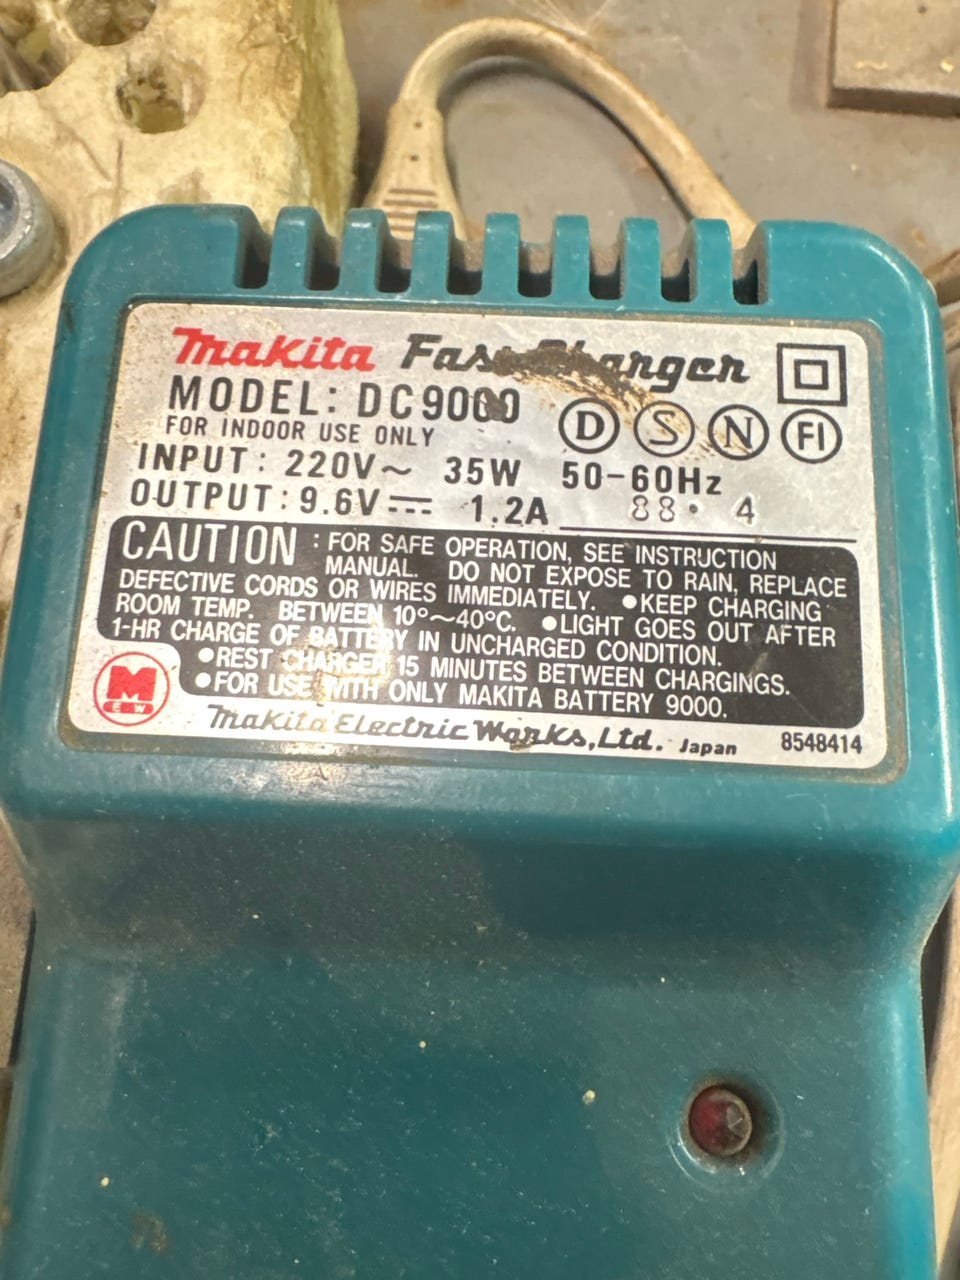 makita Fast Charger
MODEL: DC9000
FOR INDOOR USE ONLY
D S N FI
INPUT: 220V~ 35W 50-60Hz
OUTPUT: 9.6V⎓ 1.2A 88. 4
CAUTION : FOR SAFE OPERATION, SEE INSTRUCTION
MANUAL. DO NOT EXPOSE TO RAIN, REPLACE
DEFECTIVE CORDS OR WIRES IMMEDIATELY. ●KEEP CHARGING
ROOM TEMP. BETWEEN 10°~40°C. ●LIGHT GOES OUT AFTER
1-HR CHARGE OF BATTERY IN UNCHARGED CONDITION.
●REST CHARGER 15 MINUTES BETWEEN CHARGINGS.
●FOR USE WITH ONLY MAKITA BATTERY 9000.
M
E W
Makita Electric Works, Ltd. Japan 8548414